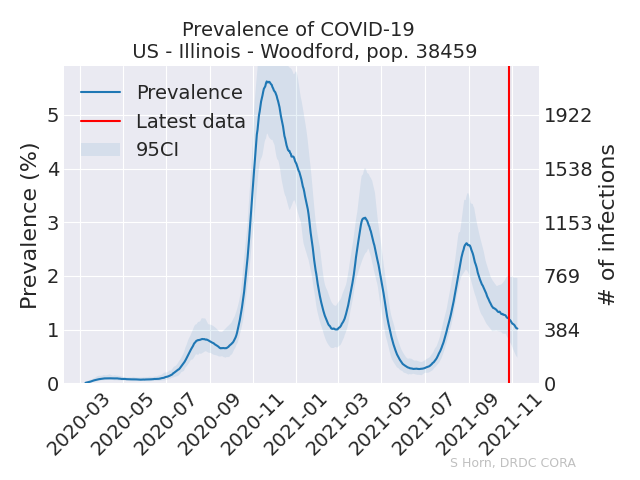 Prevalence of COVID-19
US - Illinois - Woodford, pop. 38459
Prevalence
Latest data
95CI
Prevalence (%)
5
4
3
2
1
0
1922
1538
1153
769
384
0
# of infections
2020-03
2020-05
2020-07
2020-09
2020-11
2021-01
2021-03
2021-05
2021-07
2021-09
2021-11
S Horn, DRDC CORA